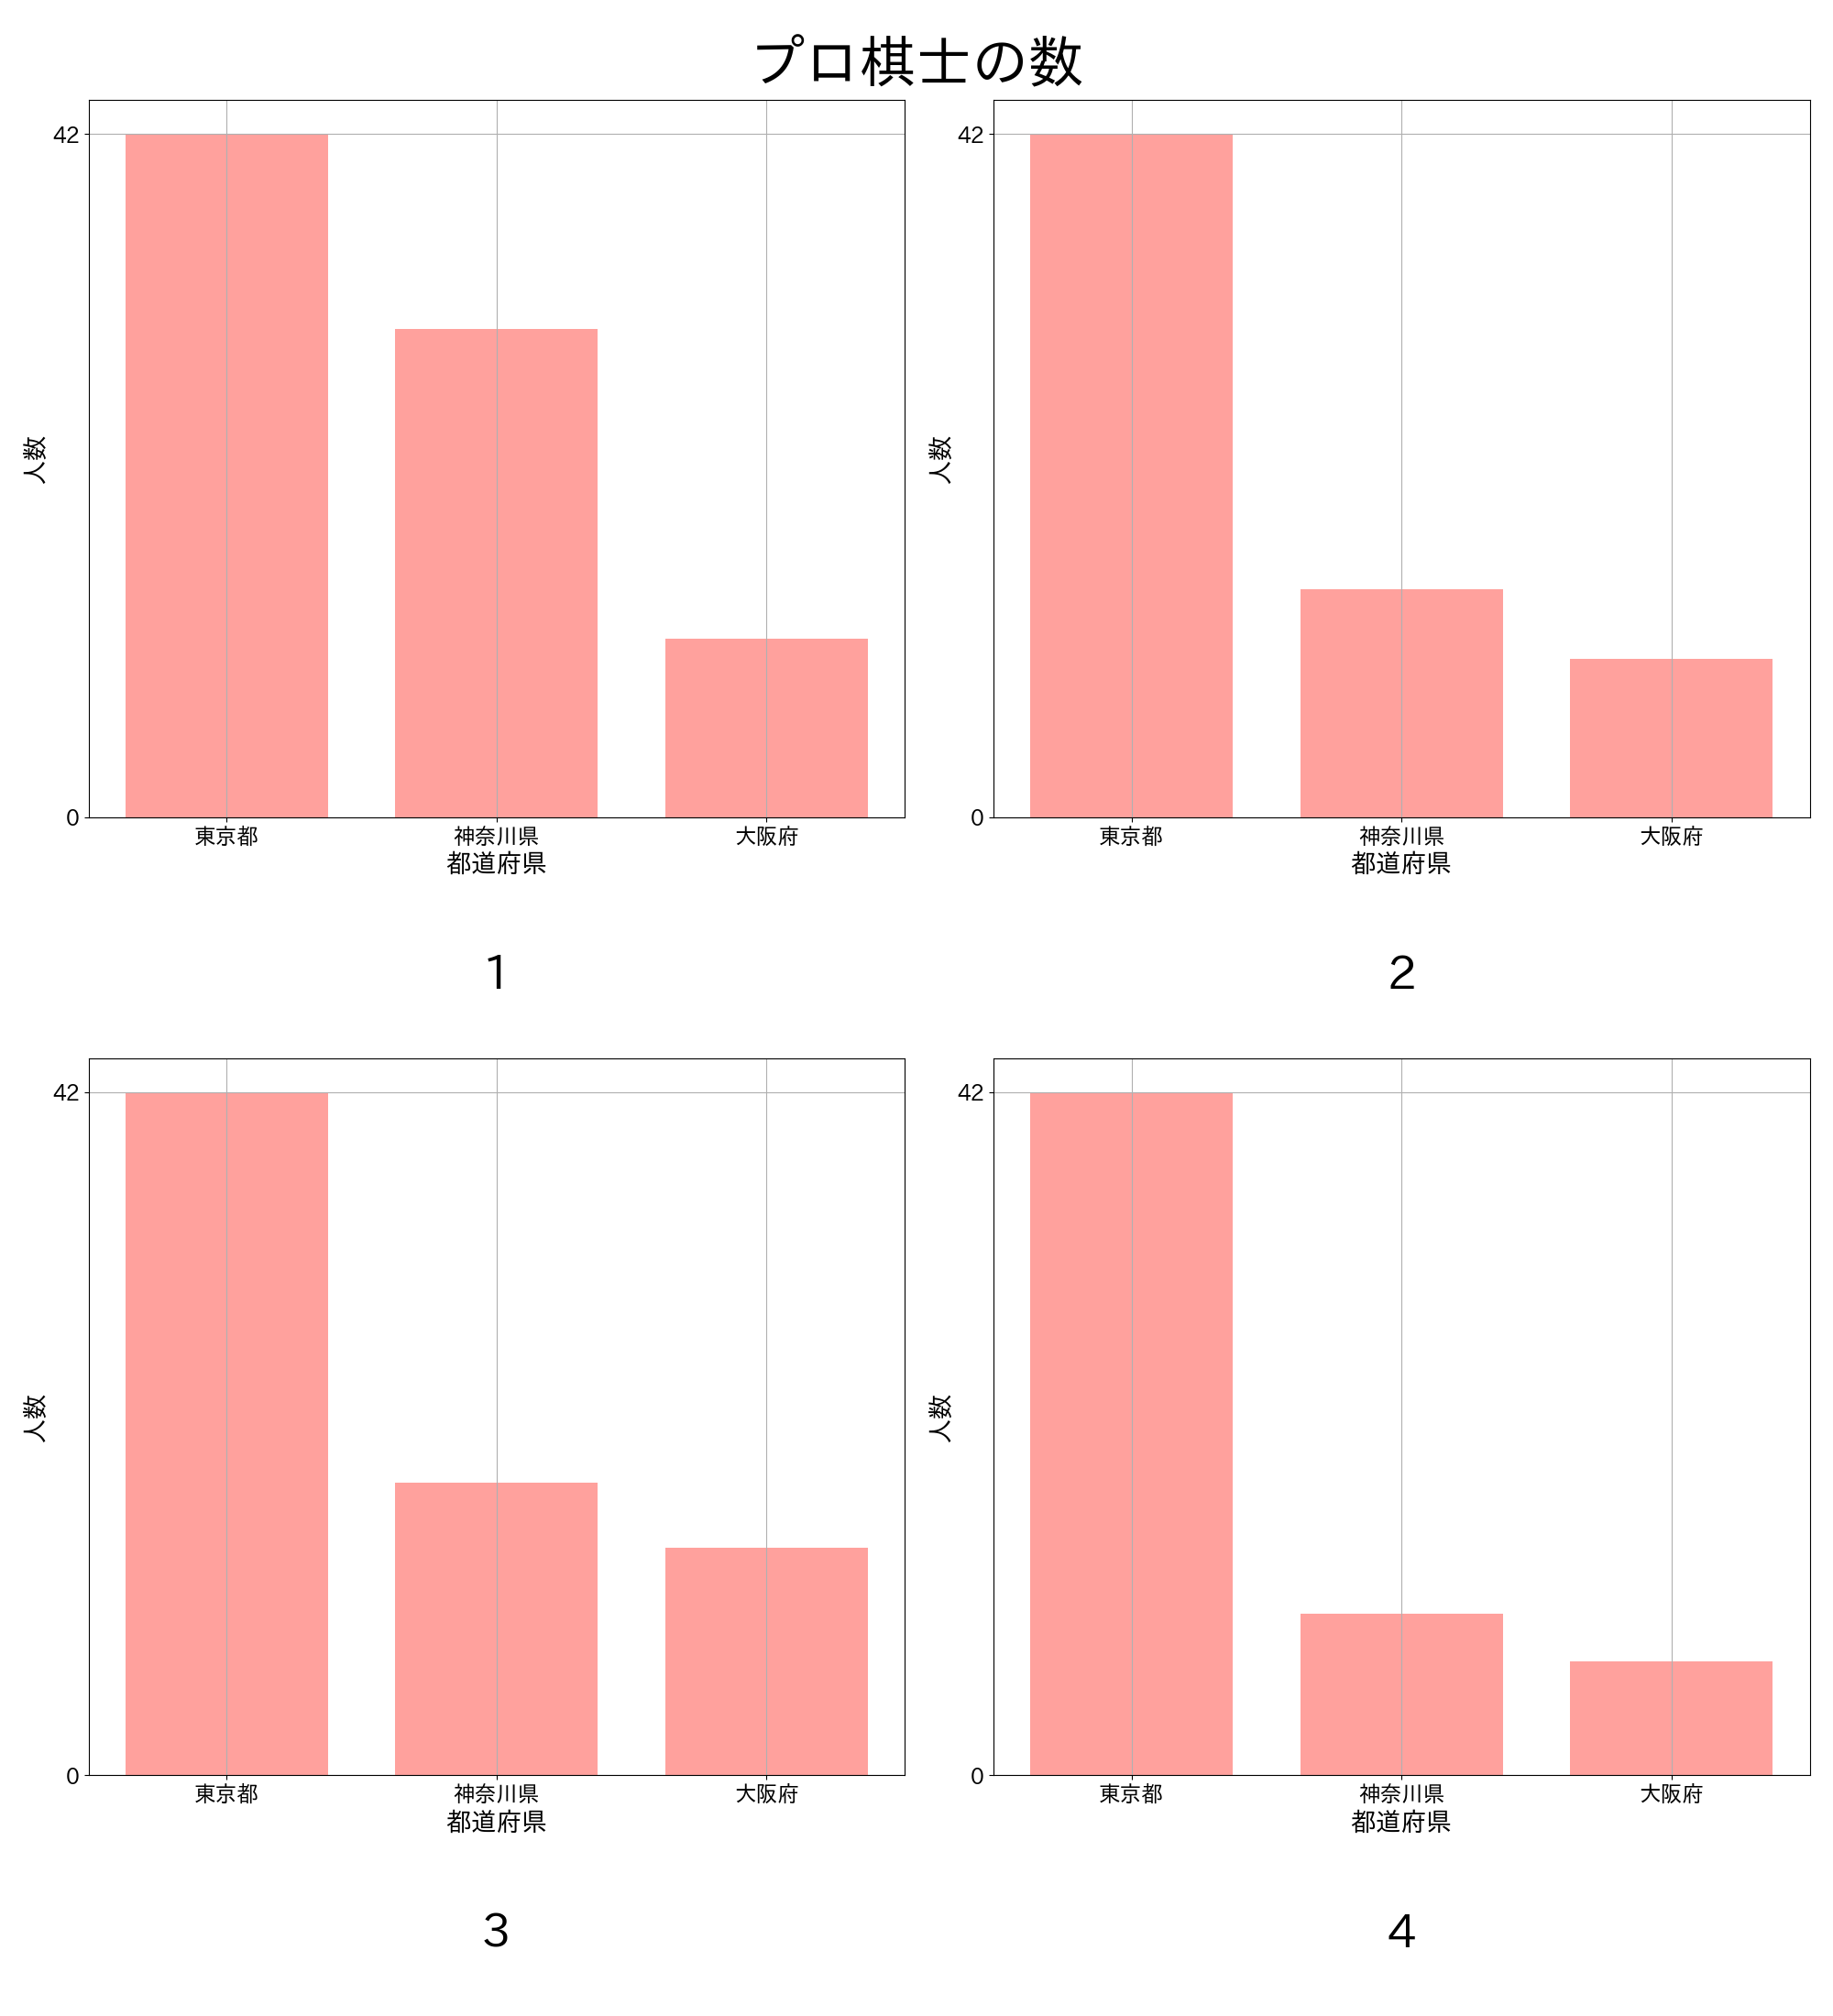 プロ棋士の数
42
0
人数
東京都 神奈川県 大阪府
都道府県
1
42
0
人数
東京都 神奈川県 大阪府
都道府県
2
42
0
人数
東京都 神奈川県 大阪府
都道府県
3
42
0
人数
東京都 神奈川県 大阪府
都道府県
4